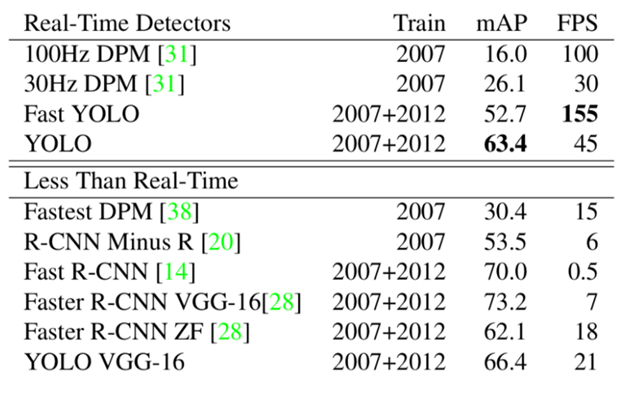 Real-Time Detectors Train mAP FPS
100Hz DPM [31] 2007 16.0 100
30Hz DPM [31] 2007 26.1 30
Fast YOLO 2007+2012 52.7 155
YOLO 2007+2012 63.4 45
Less Than Real-Time
Fastest DPM [38] 2007 30.4 15
R-CNN Minus R [20] 2007 53.5 6
Fast R-CNN [14] 2007+2012 70.0 0.5
Faster R-CNN VGG-16[28] 2007+2012 73.2 7
Faster R-CNN ZF [28] 2007+2012 62.1 18
YOLO VGG-16 2007+2012 66.4 21